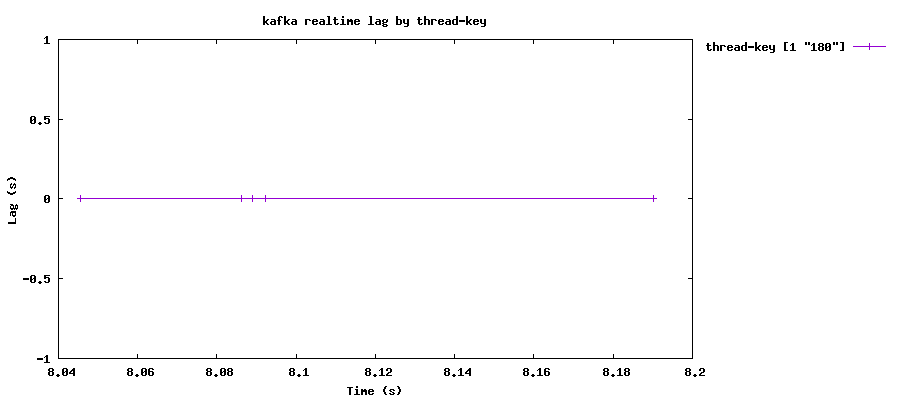 kafka realtime lag by thread-key
thread-key [1 "180"]
1
0.5
0
-0.5
-1
Lag (s)
8.04 8.06 8.08 8.1 8.12 8.14 8.16 8.18 8.2
Time (s)